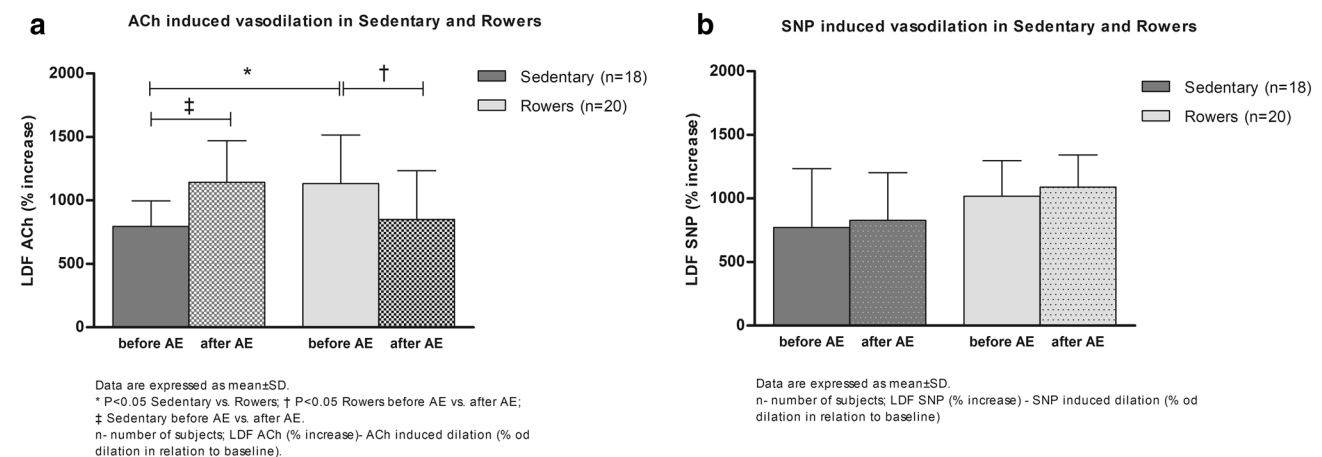 a
ACh induced vasodilation in Sedentary and Rowers
2000
1500
1000
500
0
LDF ACh (% increase)
*
†
‡
Sedentary (n=18)
Rowers (n=20)
before AE after AE before AE after AE
Data are expressed as mean±SD.
* P<0.05 Sedentary vs. Rowers; † P<0.05 Rowers before AE vs. after AE;
‡ Sedentary before AE vs. after AE.
n- number of subjects; LDF ACh (% increase)- ACh induced dilation (% od
dilation in relation to baseline).
b
SNP induced vasodilation in Sedentary and Rowers
2000
1500
1000
500
0
LDF SNP (% increase)
Sedentary (n=18)
Rowers (n=20)
before AE after AE before AE after AE
Data are expressed as mean±SD.
n- number of subjects; LDF SNP (% increase) - SNP induced dilation (% od
dilation in relation to baseline)